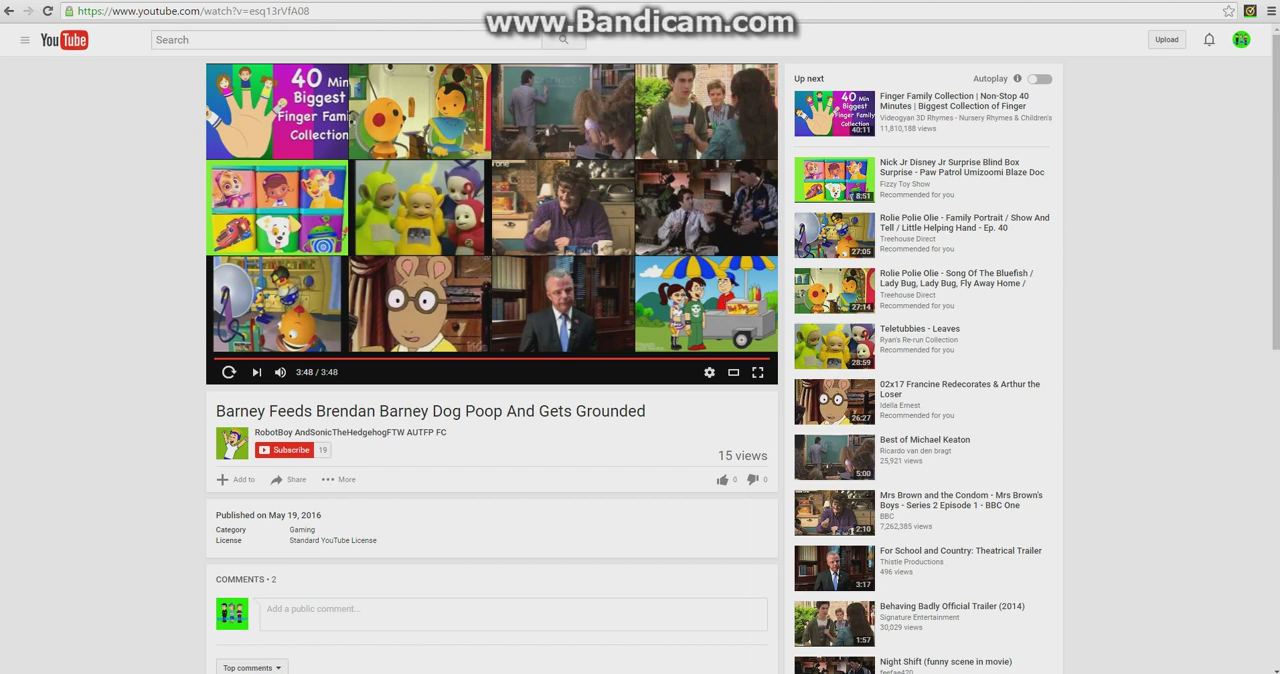 https://www.youtube.com/watch?v=esq13rVfA08
www.Bandicam.com
YouTube
Search
Upload
40 Min
Biggest
Finger Fami
Collection
3:48 / 3:48
Barney Feeds Brendan Barney Dog Poop And Gets Grounded
RobotBoy AndSonicTheHedgehogFTW AUTFP FC
Subscribe 19
15 views
Add to Share More 0 0
Published on May 19, 2016
Category Gaming
License Standard YouTube License
COMMENTS • 2
Add a public comment...
Top comments
Up next Autoplay
40 Min
Biggest
Finger Family
Collection
40:11
Finger Family Collection | Non-Stop 40
Minutes | Biggest Collection of Finger
Videogyan 3D Rhymes - Nursery Rhymes & Children's
11,810,188 views
8:51
Nick Jr Disney Jr Surprise Blind Box
Surprise - Paw Patrol Umizoomi Blaze Doc
Fizzy Toy Show
Recommended for you
27:05
Rolie Polie Olie - Family Portrait / Show And
Tell / Little Helping Hand - Ep. 40
Treehouse Direct
Recommended for you
27:14
Rolie Polie Olie - Song Of The Bluefish /
Lady Bug, Lady Bug, Fly Away Home /
Treehouse Direct
Recommended for you
28:59
Teletubbies - Leaves
Ryan's Re-run Collection
Recommended for you
26:27
02x17 Francine Redecorates & Arthur the
Loser
Idella Ernest
Recommended for you
5:00
Best of Michael Keaton
Ricardo van den bragt
25,921 views
2:10
Mrs Brown and the Condom - Mrs Brown's
Boys - Series 2 Episode 1 - BBC One
BBC
7,262,385 views
3:17
For School and Country: Theatrical Trailer
Thistle Productions
496 views
1:57
Behaving Badly Official Trailer (2014)
Signature Entertainment
30,029 views
Night Shift (funny scene in movie)
feefae420